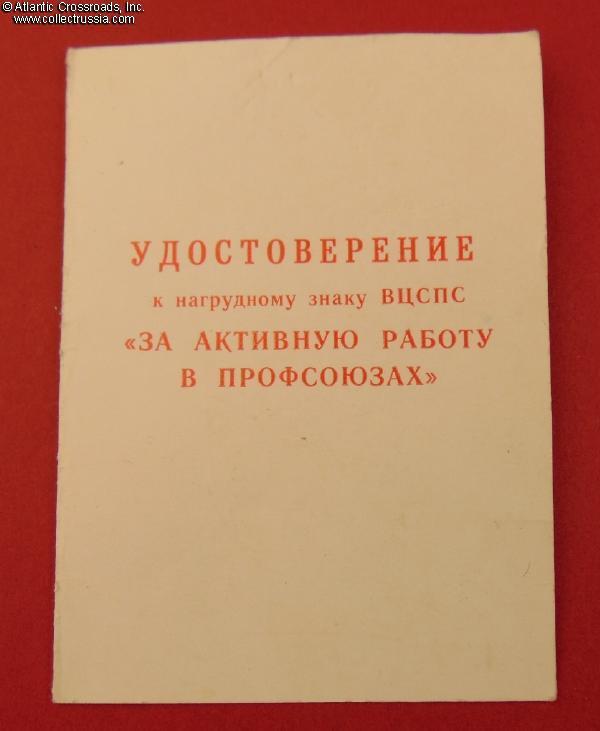 © Atlantic Crossroads, Inc.
www.collectrussia.com
УДОСТОВЕРЕНИЕ
к нагрудному знаку ВЦСПС
«ЗА АКТИВНУЮ РАБОТУ
В ПРОФСОЮЗАХ»